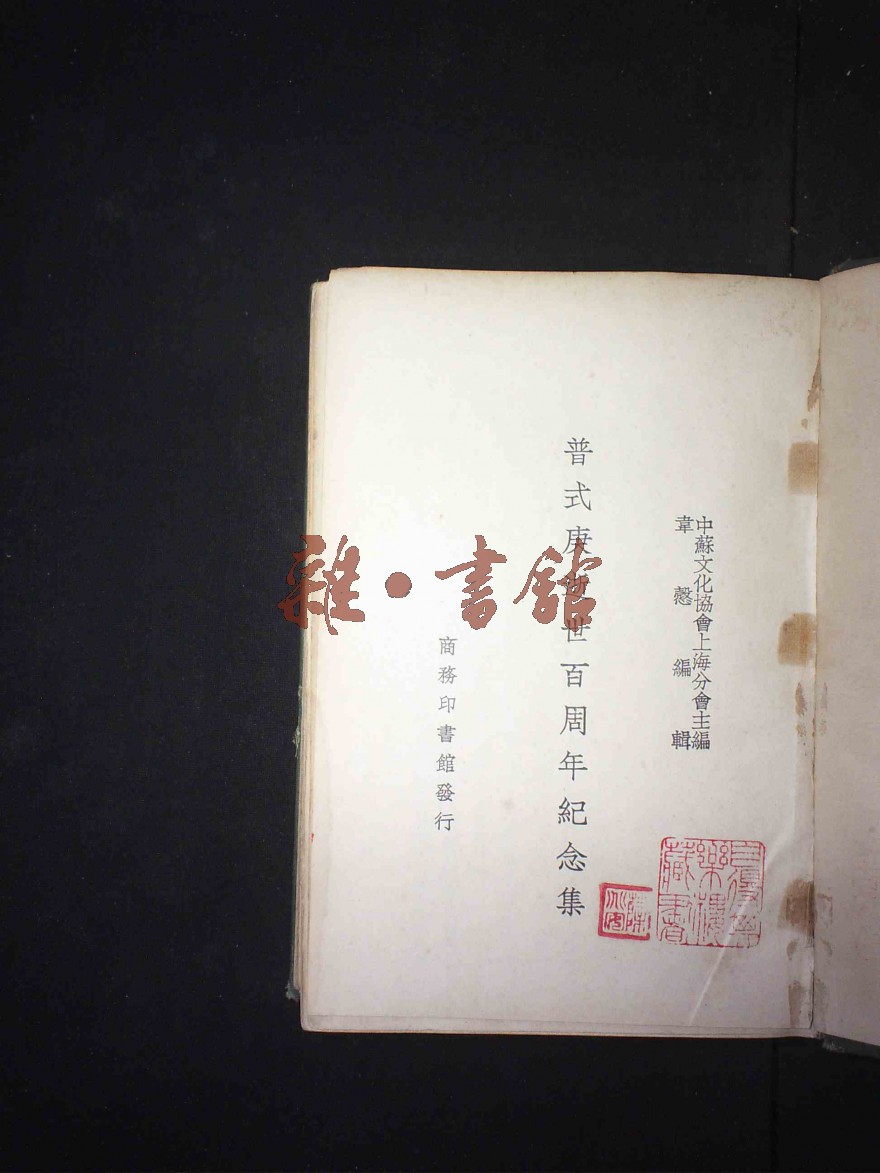 中蘇文化協會上海分會主編
韋慤編輯
普式庚逝世百周年紀念集
商務印書館發行
雜·書館